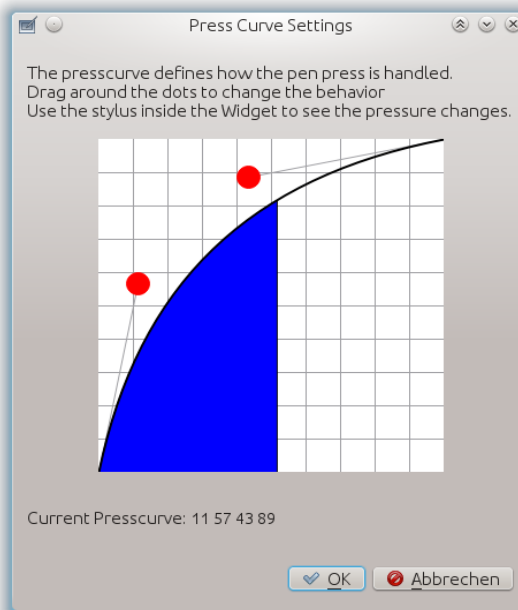 Press Curve Settings
The presscurve defines how the pen press is handled.
Drag around the dots to change the behavior
Use the stylus inside the Widget to see the pressure changes.
Current Presscurve: 11 57 43 89
OK
Abbrechen